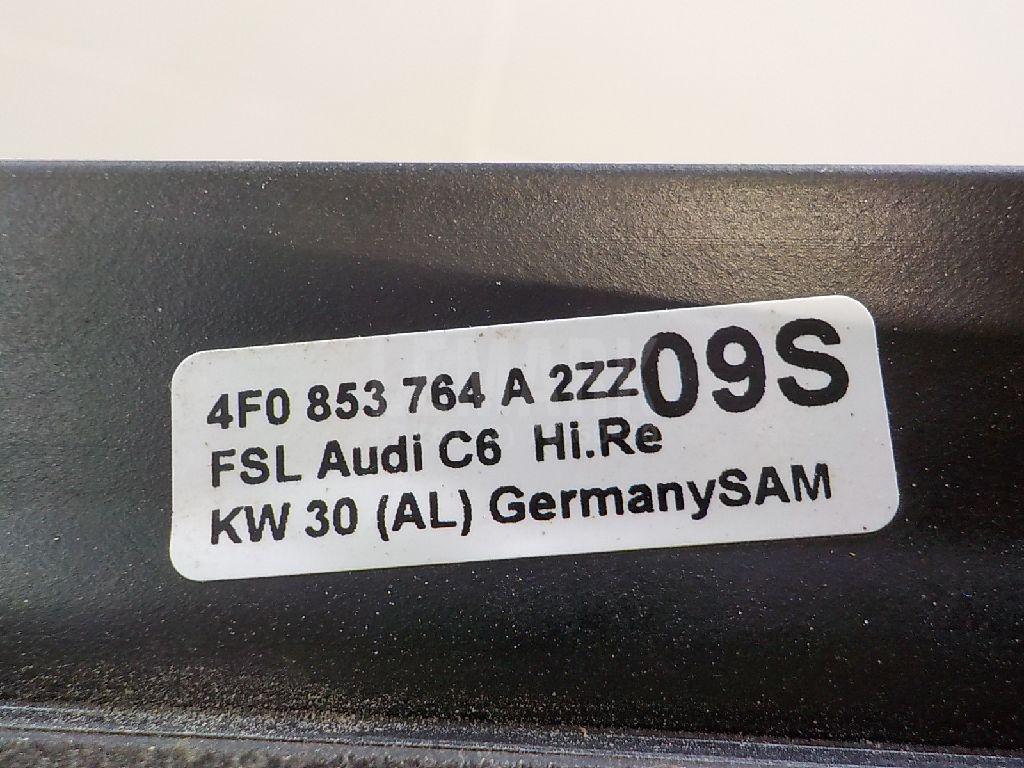 4F0 853 764 A 2ZZ 09S
FSL Audi C6 Hi.Re
KW 30 (AL) GermanySAM